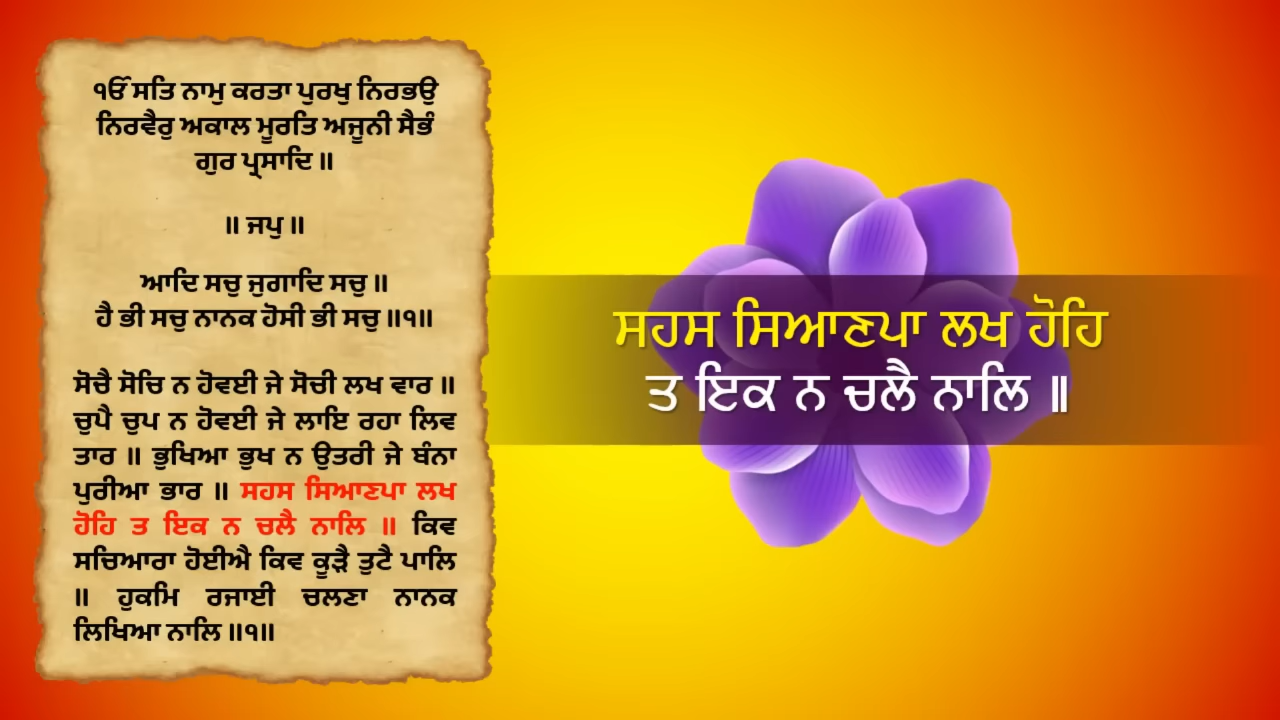 ੴ ਸਤਿ ਨਾਮੁ ਕਰਤਾ ਪੁਰਖੁ ਨਿਰਭਉ
ਨਿਰਵੈਰੁ ਅਕਾਲ ਮੂਰਤਿ ਅਜੂਨੀ ਸੈਭੰ
ਗੁਰ ਪ੍ਰਸਾਦਿ ॥
॥ ਜਪੁ ॥
ਆਦਿ ਸਚੁ ਜੁਗਾਦਿ ਸਚੁ ॥
ਹੈ ਭੀ ਸਚੁ ਨਾਨਕ ਹੋਸੀ ਭੀ ਸਚੁ ॥੧॥
ਸੋਚੈ ਸੋਚਿ ਨ ਹੋਵਈ ਜੇ ਸੋਚੀ ਲਖ ਵਾਰ ॥
ਚੁਪੈ ਚੁਪ ਨ ਹੋਵਈ ਜੇ ਲਾਇ ਰਹਾ ਲਿਵ
ਤਾਰ ॥ ਭੁਖਿਆ ਭੁਖ ਨ ਉਤਰੀ ਜੇ ਬੰਨਾ
ਪੁਰੀਆ ਭਾਰ ॥ ਸਹਸ ਸਿਆਣਪਾ ਲਖ
ਹੋਹਿ ਤ ਇਕ ਨ ਚਲੈ ਨਾਲਿ ॥ ਕਿਵ
ਸਚਿਆਰਾ ਹੋਈਐ ਕਿਵ ਕੂੜੈ ਤੁਟੈ ਪਾਲਿ
॥ ਹੁਕਮਿ ਰਜਾਈ ਚਲਣਾ ਨਾਨਕ
ਲਿਖਿਆ ਨਾਲਿ ॥੧॥
ਸਹਸ ਸਿਆਣਪਾ ਲਖ ਹੋਹਿ
ਤ ਇਕ ਨ ਚਲੈ ਨਾਲਿ ॥